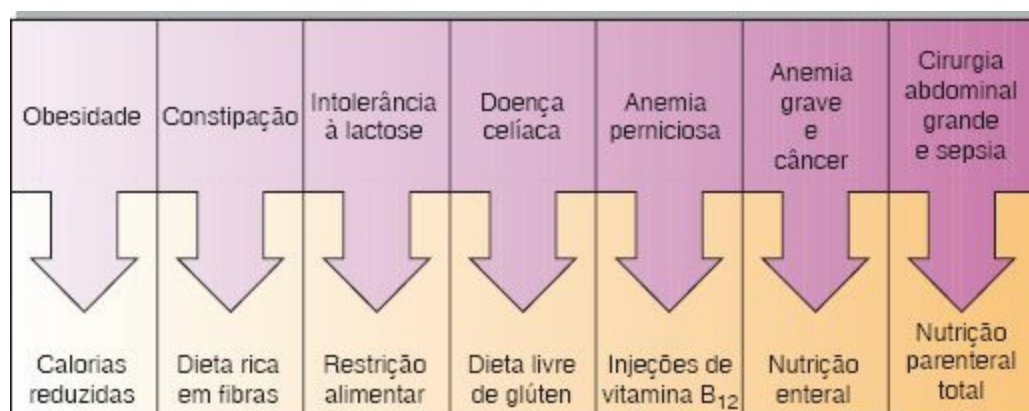 Obesidade
Constipação
Intolerância
à lactose
Doença
celíaca
Anemia
perniciosa
Anemia
grave
e
câncer
Cirurgia
abdominal
grande
e sepsia
Calorias
reduzidas
Dieta rica
em fibras
Restrição
alimentar
Dieta livre
de glúten
Injeções de
vitamina B₁₂
Nutrição
enteral
Nutrição
parenteral
total